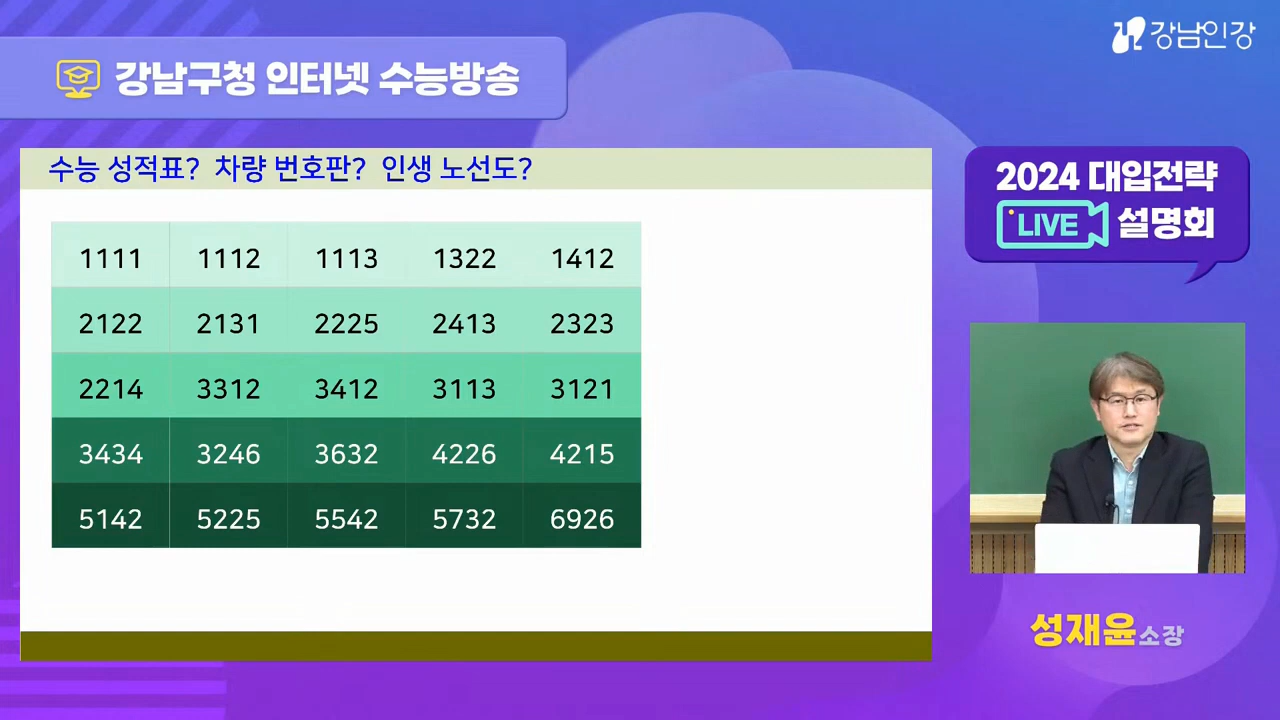 강남인강
강남구청 인터넷 수능방송
수능 성적표? 차량 번호판? 인생 노선도?
1111 1112 1113 1322 1412
2122 2131 2225 2413 2323
2214 3312 3412 3113 3121
3434 3246 3632 4226 4215
5142 5225 5542 5732 6926
2024 대입전략
LIVE 설명회
성재윤소장